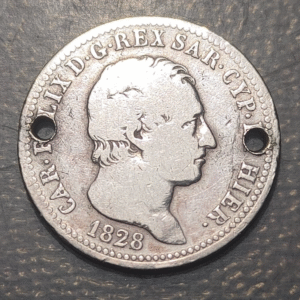 CAR. FELIX D. G. REX SAR. CYP. ET HIER.
1828